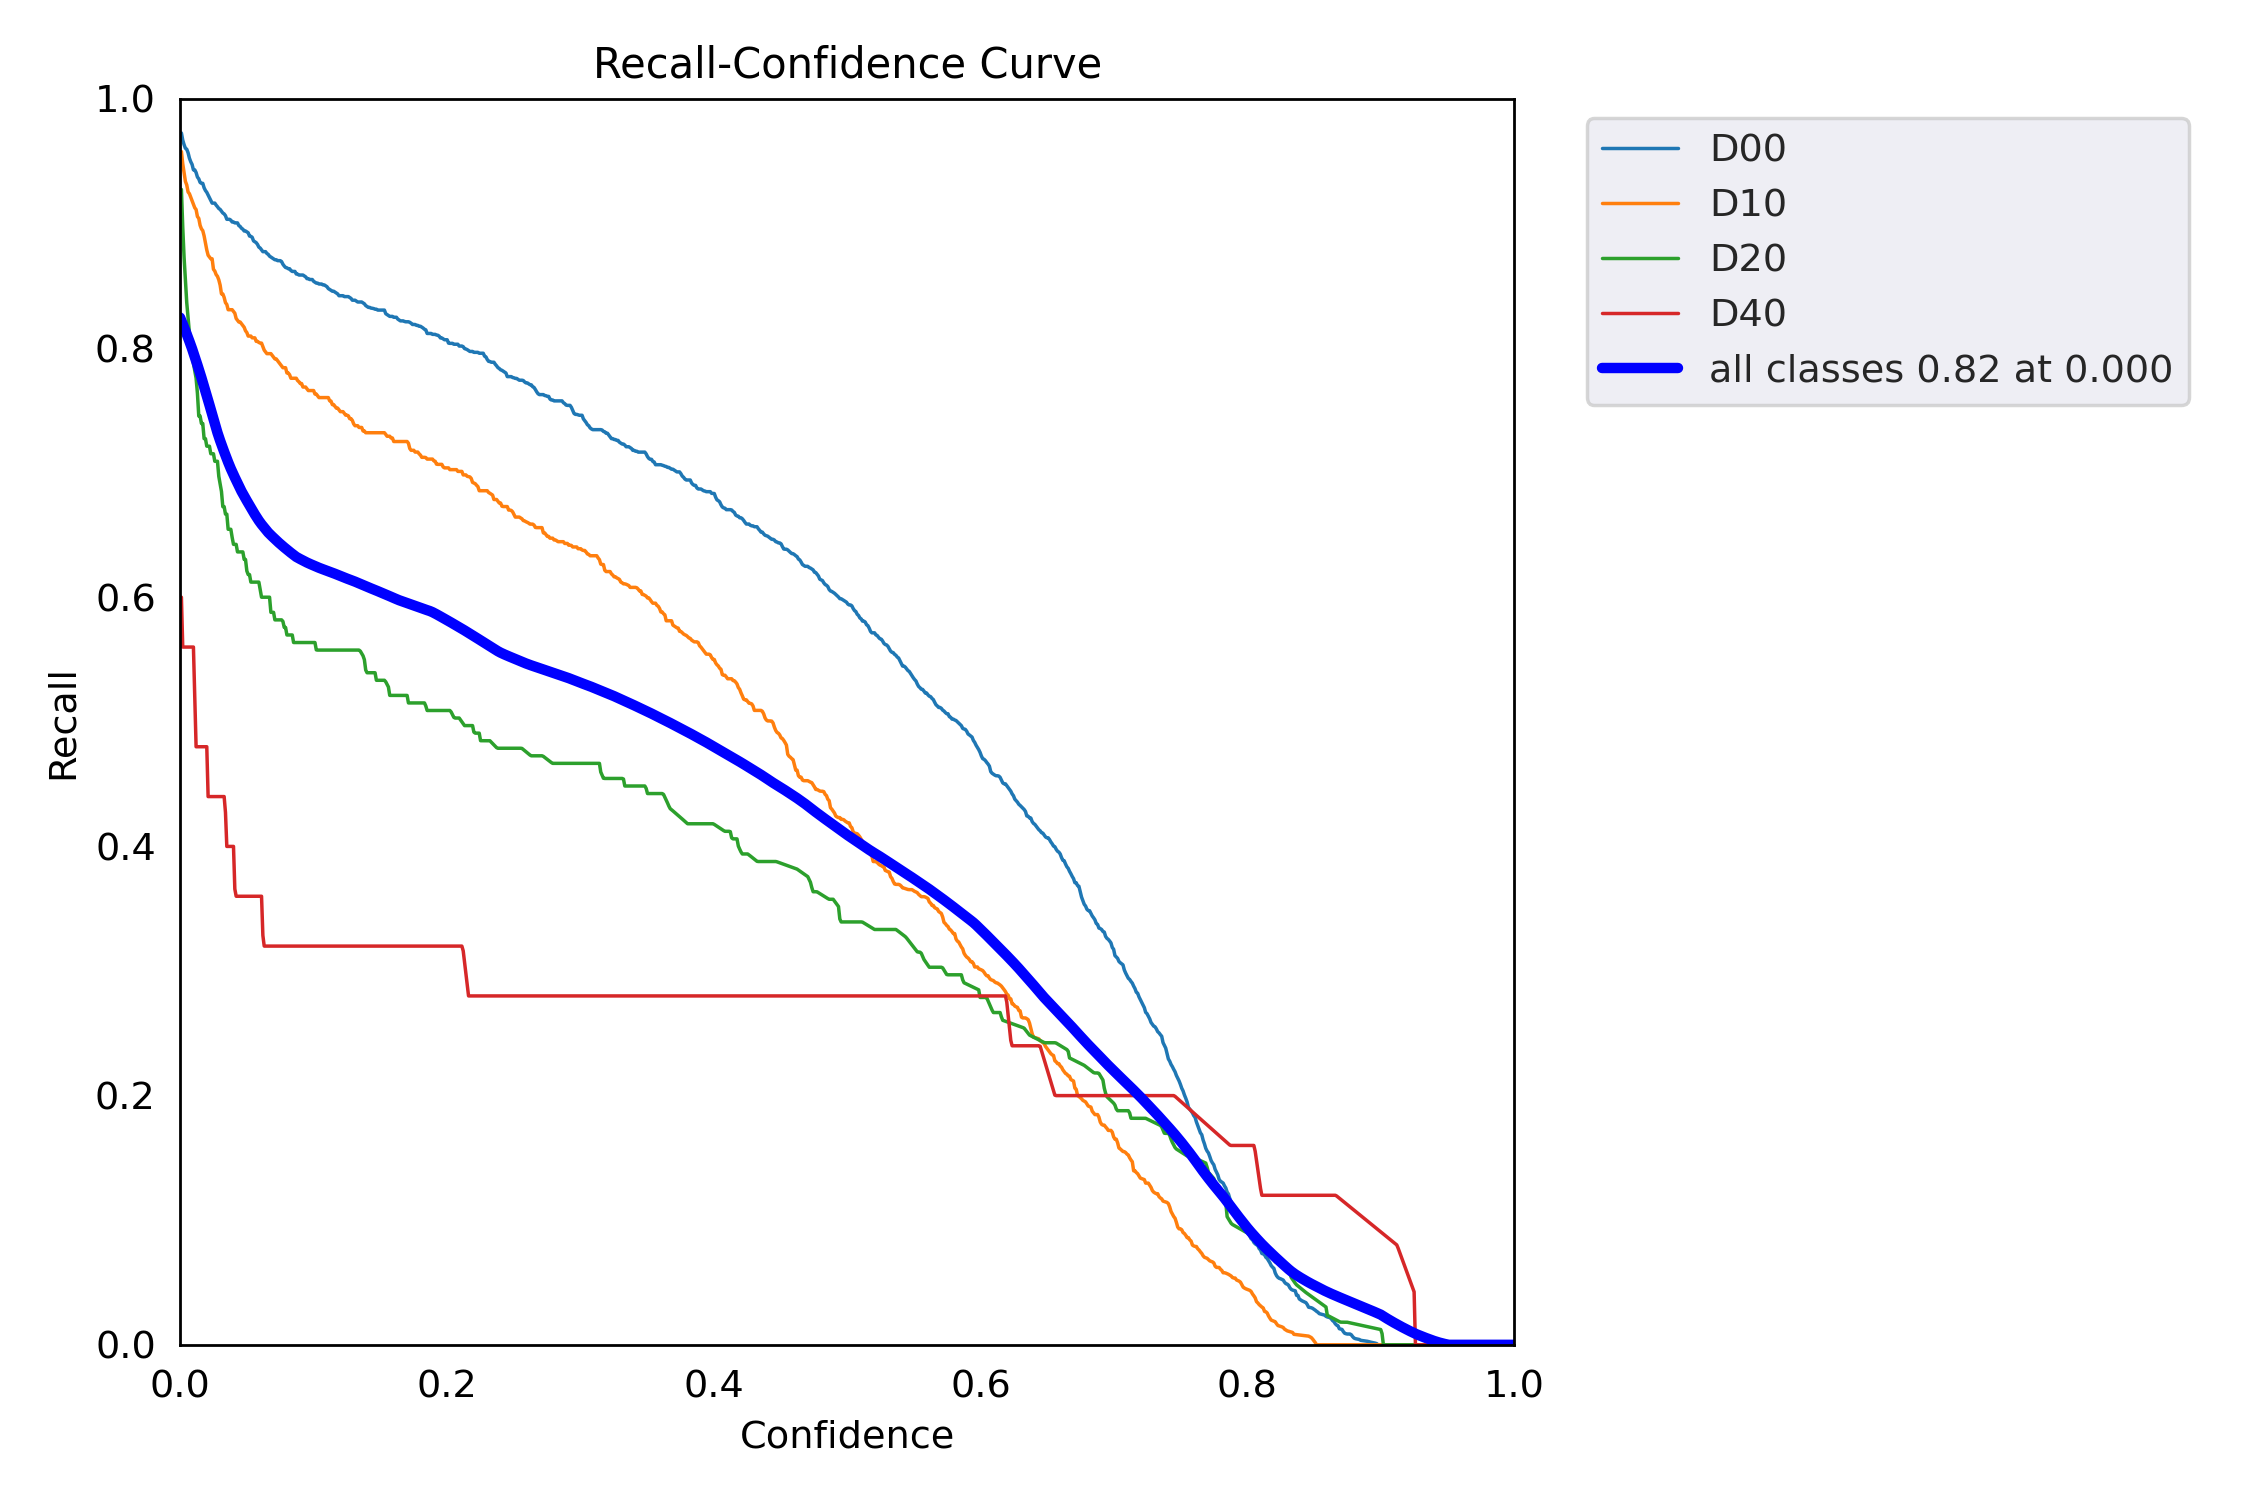 Recall-Confidence Curve
1.0
0.8
0.6
0.4
0.2
0.0
Recall
0.0 0.2 0.4 0.6 0.8 1.0
Confidence
D00
D10
D20
D40
all classes 0.82 at 0.000